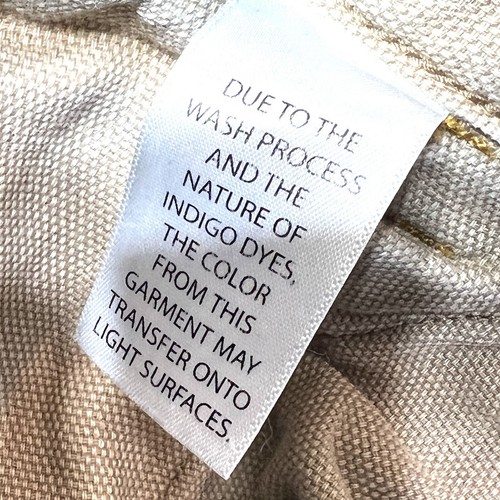 DUE TO THE
WASH PROCESS
AND THE
NATURE OF
INDIGO DYES,
THE COLOR
FROM THIS
GARMENT MAY
TRANSFER ONTO
LIGHT SURFACES.